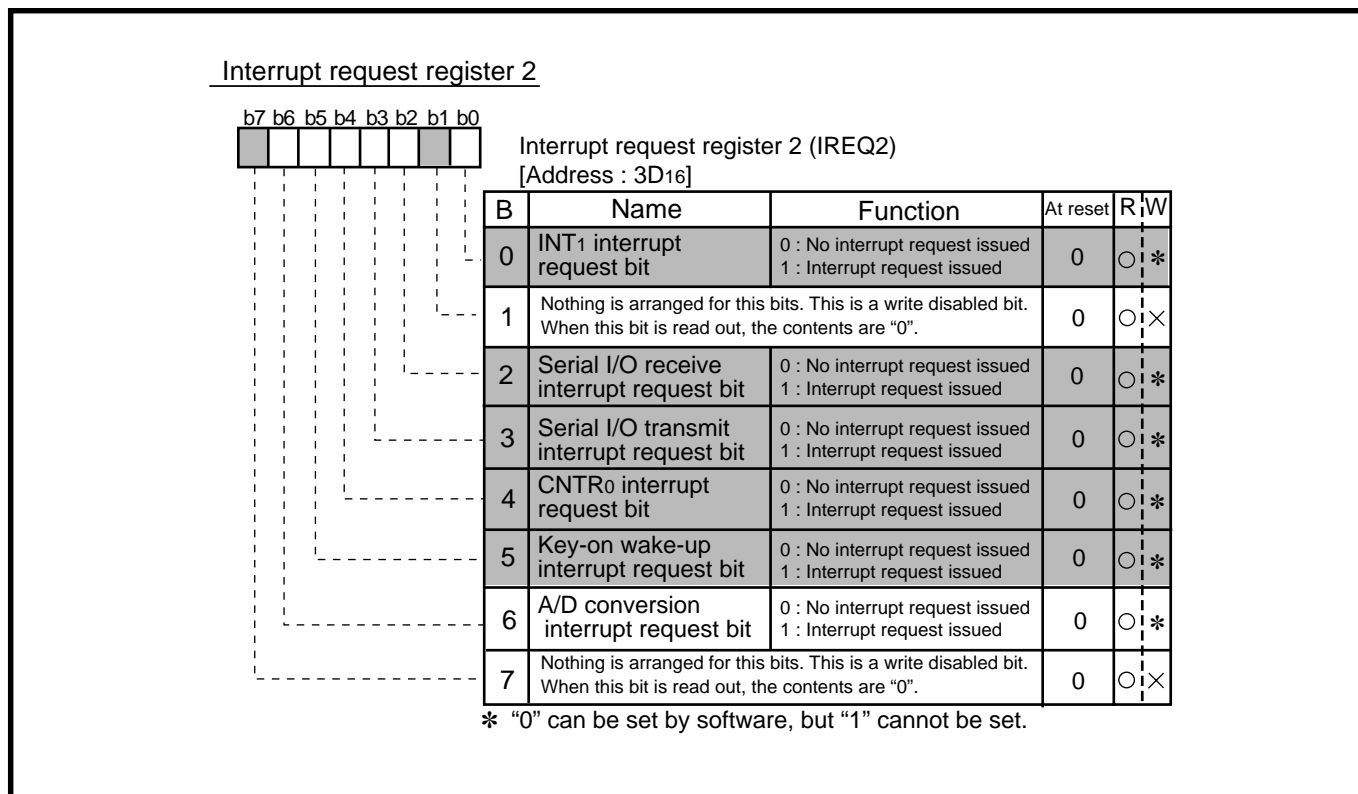 Interrupt request register 2
b7 b6 b5 b4 b3 b2 b1 b0
Interrupt request register 2 (IREQ2)
[Address : 3D16]
B Name Function At reset R W
0 INT1 interrupt request bit 0 : No interrupt request issued 1 : Interrupt request issued 0 ○ ✻
1 Nothing is arranged for this bits. This is a write disabled bit. When this bit is read out, the contents are “0”. 0 ○ ×
2 Serial I/O receive interrupt request bit 0 : No interrupt request issued 1 : Interrupt request issued 0 ○ ✻
3 Serial I/O transmit interrupt request bit 0 : No interrupt request issued 1 : Interrupt request issued 0 ○ ✻
4 CNTR0 interrupt request bit 0 : No interrupt request issued 1 : Interrupt request issued 0 ○ ✻
5 Key-on wake-up interrupt request bit 0 : No interrupt request issued 1 : Interrupt request issued 0 ○ ✻
6 A/D conversion interrupt request bit 0 : No interrupt request issued 1 : Interrupt request issued 0 ○ ✻
7 Nothing is arranged for this bits. This is a write disabled bit. When this bit is read out, the contents are “0”. 0 ○ ×
✻ “0” can be set by software, but “1” cannot be set.